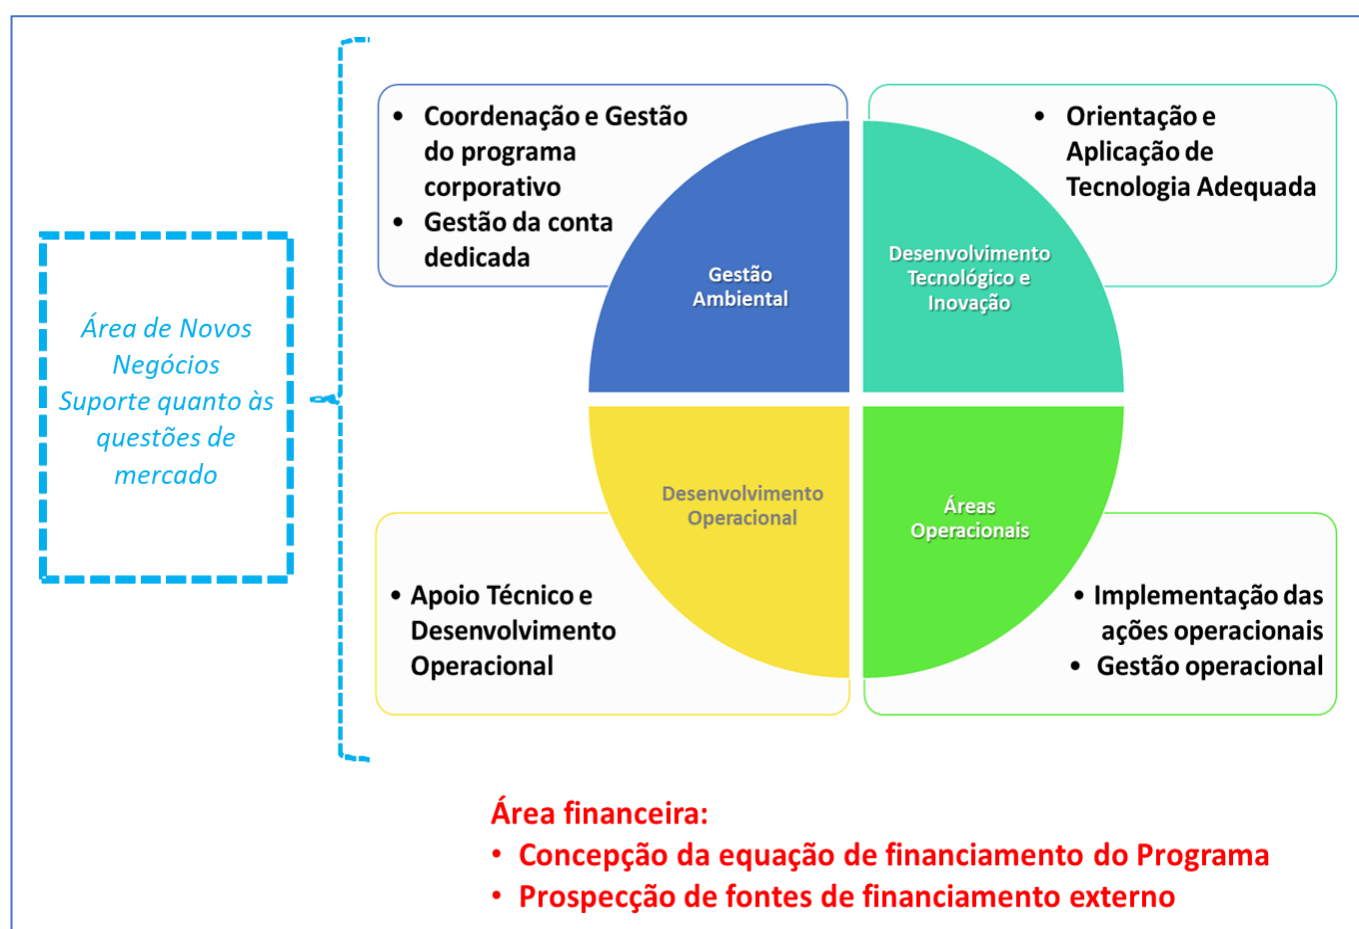 • Coordenação e Gestão
do programa
corporativo
• Gestão da conta
dedicada
• Orientação e
Aplicação de
Tecnologia Adequada
Gestão
Ambiental
Desenvolvimento
Tecnológico e
Inovação
Área de Novos
Negócios
Suporte quanto às
questões de
mercado
Desenvolvimento
Operacional
Áreas
Operacionais
• Apoio Técnico e
Desenvolvimento
Operacional
• Implementação das
ações operacionais
• Gestão operacional
Área financeira:
• Concepção da equação de financiamento do Programa
• Prospecção de fontes de financiamento externo